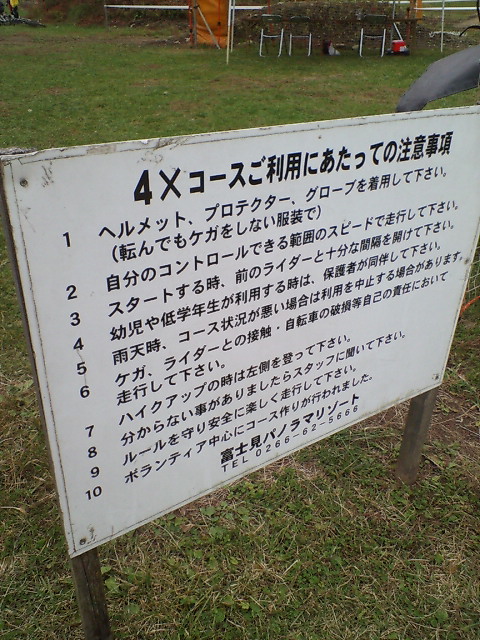 4×コースご利用にあたっての注意事項
1 ヘルメット、プロテクター、グローブを着用して下さい。
(転んでもケガをしない服装で)
2 自分のコントロールできる範囲のスピードで走行して下さい。
3 スタートする時、前のライダーと十分な間隔を開けて下さい。
4 幼児や低学年生が利用する時は、保護者が同伴して下さい。
5 雨天時、コース状況が悪い場合は利用を中止する場合があります。
6 ケガ、ライダーとの接触・自転車の破損等自己の責任において
走行して下さい。
7 ハイクアップの時は左側を登って下さい。
8 分からない事がありましたらスタッフに聞いて下さい。
9 ルールを守り安全に楽しく走行して下さい。
10 ボランティア中心にコース作りが行われました。
富士見パノラマリゾート
TEL 0266-62-5666